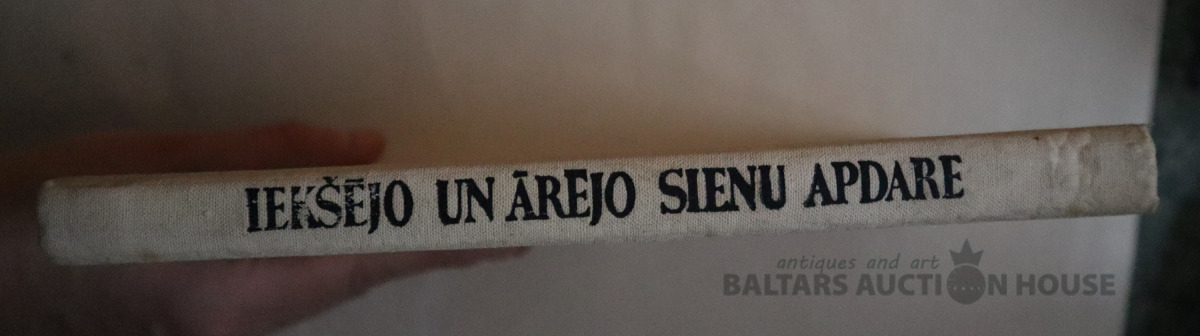 IEKŠĒJO UN ĀREJO SIENU APDARE
antiques and art
BALTARS AUCTION HOUSE